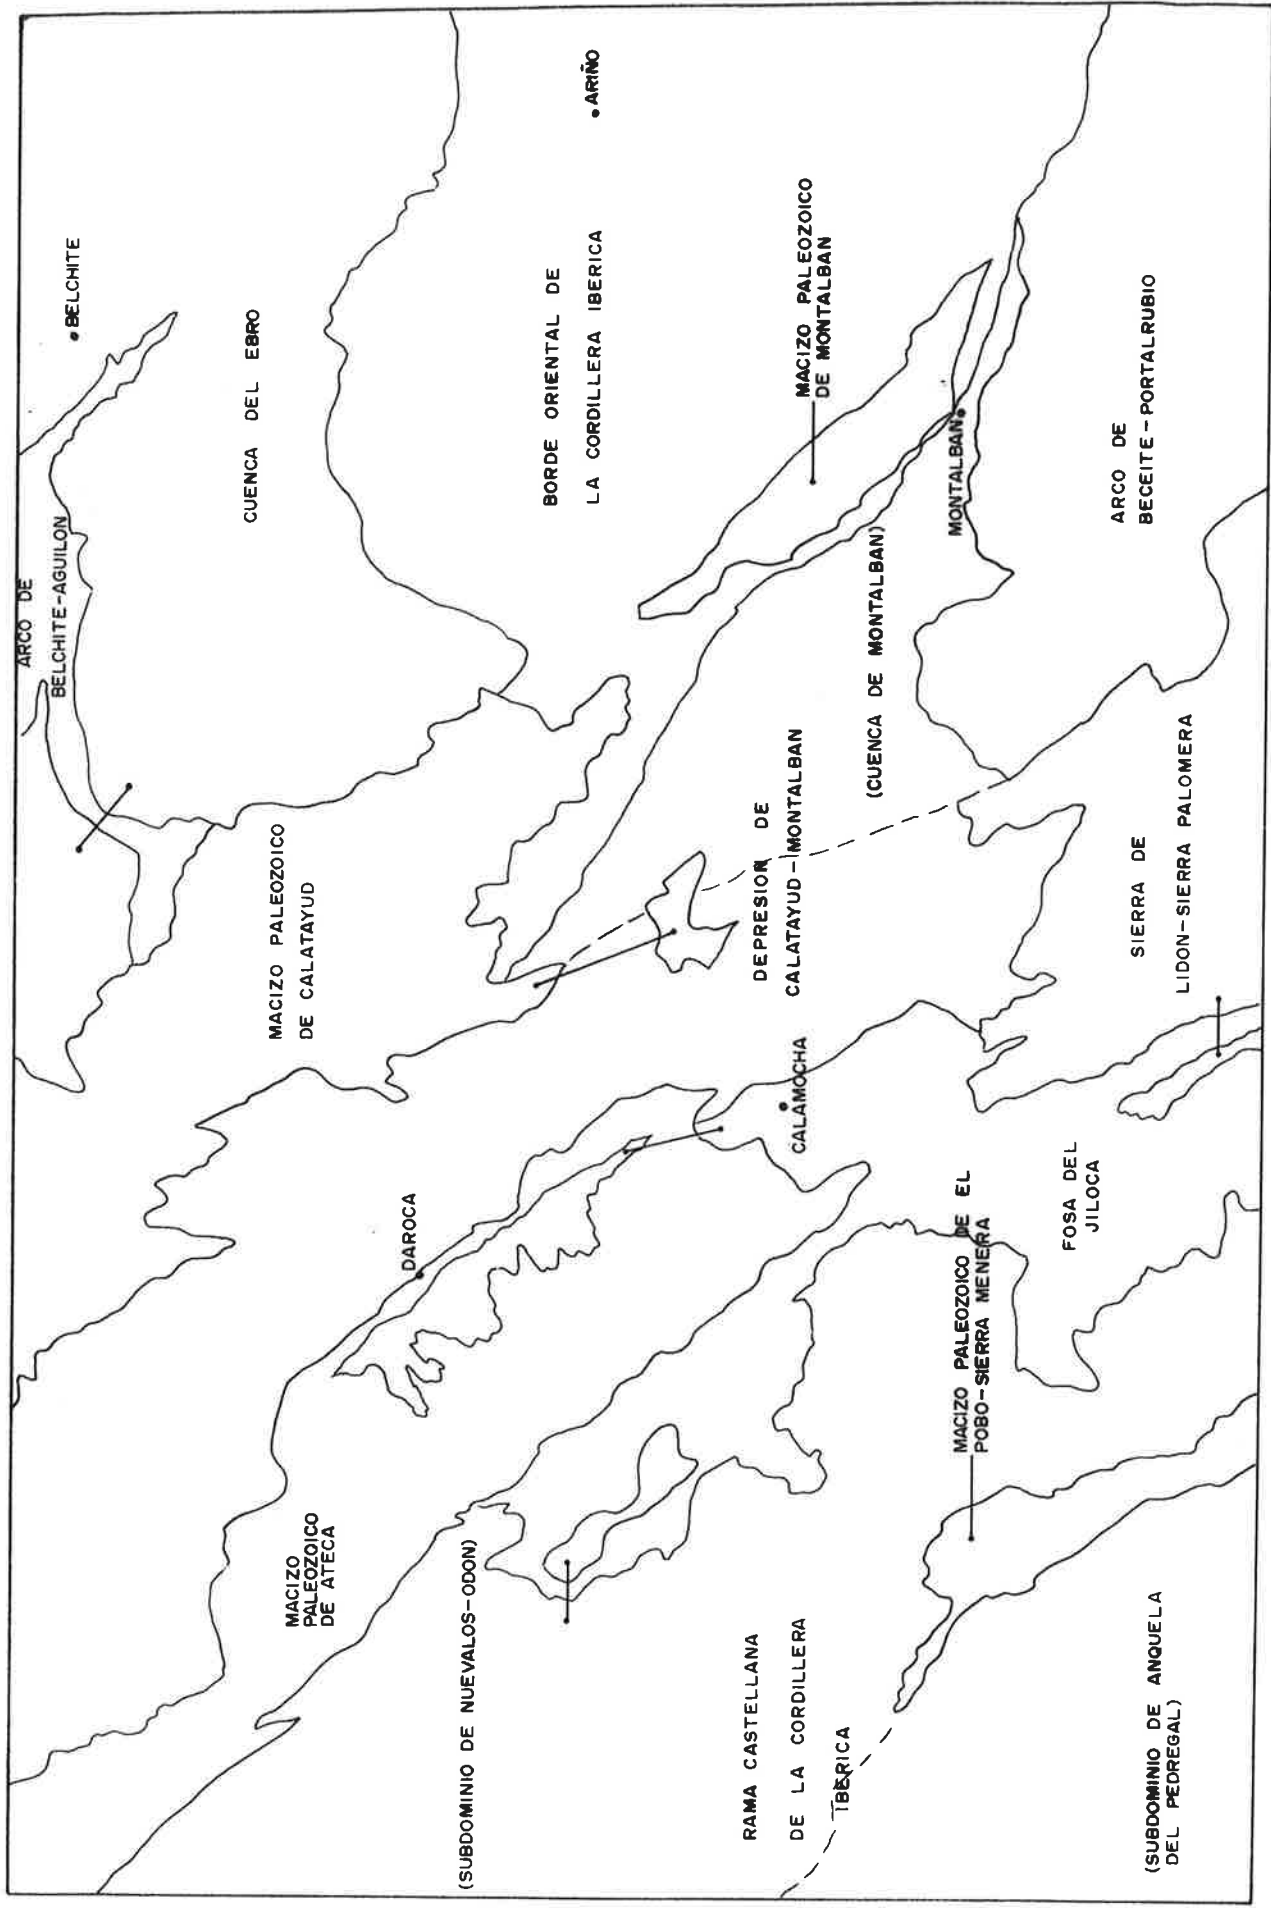 ARCO DE
BELCHITE-AGUILON
BELCHITE
CUENCA DEL EBRO
ARIÑO
BORDE ORIENTAL DE
LA CORDILLERA IBERICA
MACIZO PALEOZOICO
DE CALATAYUD
MACIZO PALEOZOICO
DE MONTALBAN
DAROCA
MACIZO
PALEOZOICO
DE ATECA
(SUBDOMINIO DE NUEVALOS-ODON)
DEPRESION DE
CALATAYUD-MONTALBAN
(CUENCA DE MONTALBAN)
MONTALBAN
CALAMOCHA
RAMA CASTELLANA
DE LA CORDILLERA
IBERICA
MACIZO PALEOZOICO DE EL
POBO-SIERRA MENERA
FOSA DEL
JILOCA
SIERRA DE
LIDON-SIERRA PALOMERA
ARCO DE
BECEITE-PORTALRUBIO
(SUBDOMINIO DE ANQUELA
DEL PEDREGAL)